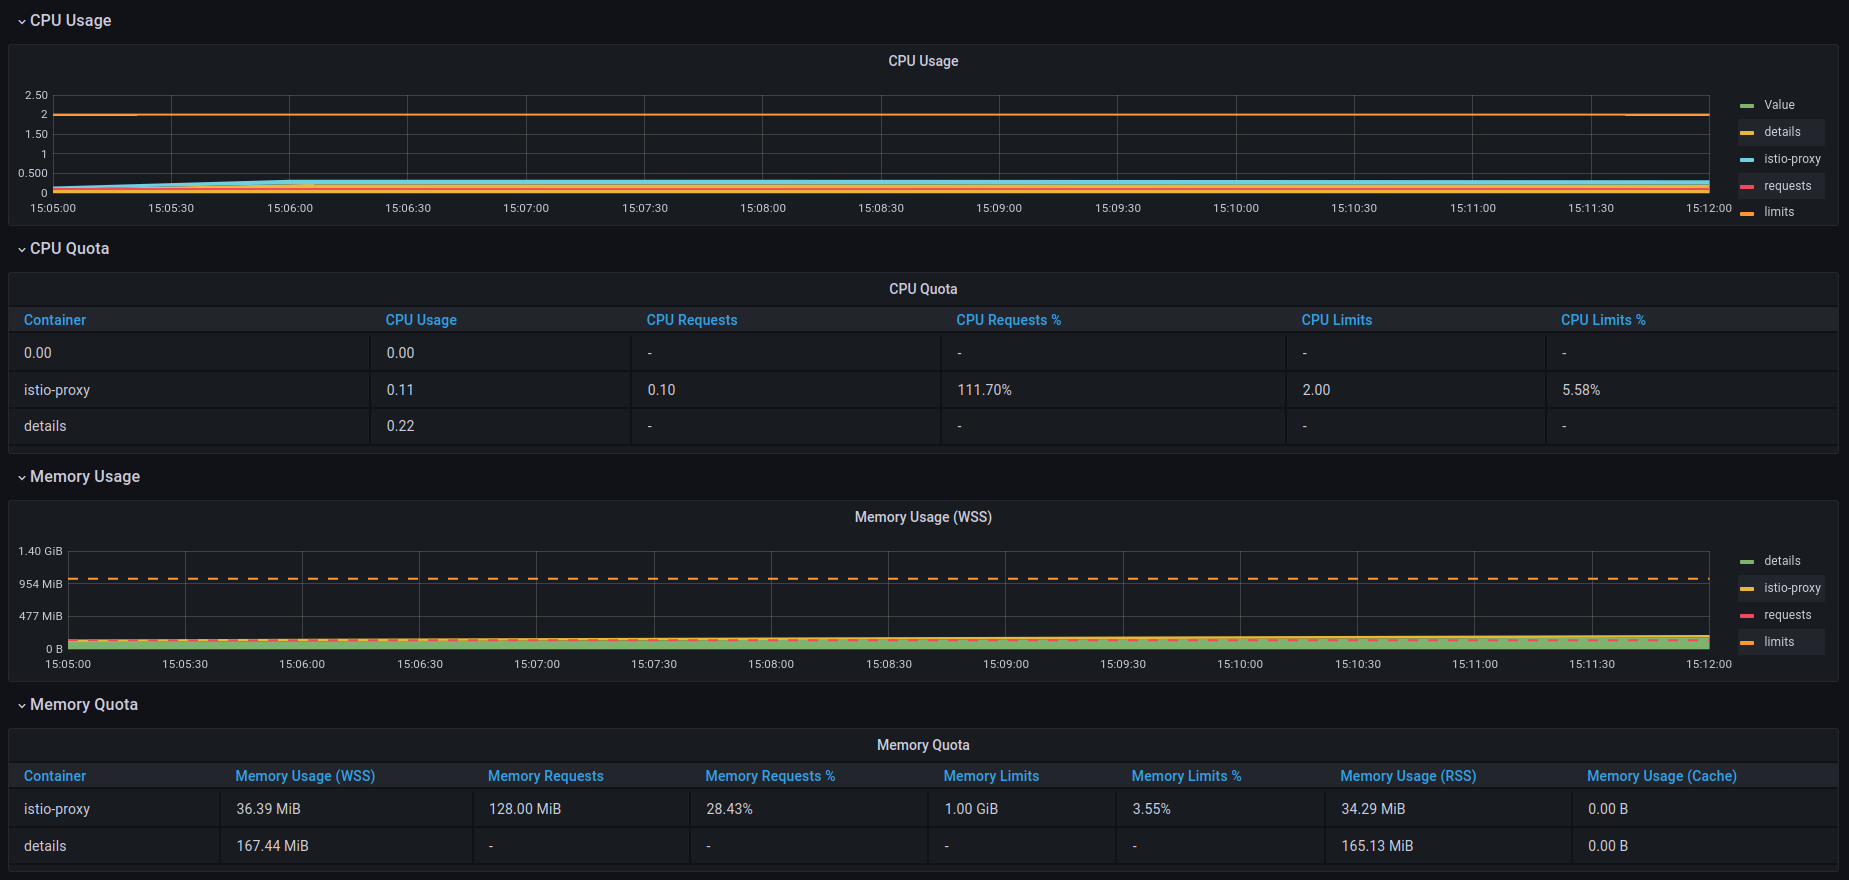 CPU Usage
CPU Usage
2.50
2
1.50
1
0.500
0
15:05:00 15:05:30 15:06:00 15:06:30 15:07:00 15:07:30 15:08:00 15:08:30 15:09:00 15:09:30 15:10:00 15:10:30 15:11:00 15:11:30 15:12:00
Value
details
istio-proxy
requests
limits
CPU Quota
CPU Quota
Container CPU Usage CPU Requests CPU Requests % CPU Limits CPU Limits %
0.00 0.00 - - - -
istio-proxy 0.11 0.10 111.70% 2.00 5.58%
details 0.22 - - - -
Memory Usage
Memory Usage (WSS)
1.40 GiB
954 MiB
477 MiB
0 B
15:05:00 15:05:30 15:06:00 15:06:30 15:07:00 15:07:30 15:08:00 15:08:30 15:09:00 15:09:30 15:10:00 15:10:30 15:11:00 15:11:30 15:12:00
details
istio-proxy
requests
limits
Memory Quota
Memory Quota
Container Memory Usage (WSS) Memory Requests Memory Requests % Memory Limits Memory Limits % Memory Usage (RSS) Memory Usage (Cache)
istio-proxy 36.39 MiB 128.00 MiB 28.43% 1.00 GiB 3.55% 34.29 MiB 0.00 B
details 167.44 MiB - - - - 165.13 MiB 0.00 B